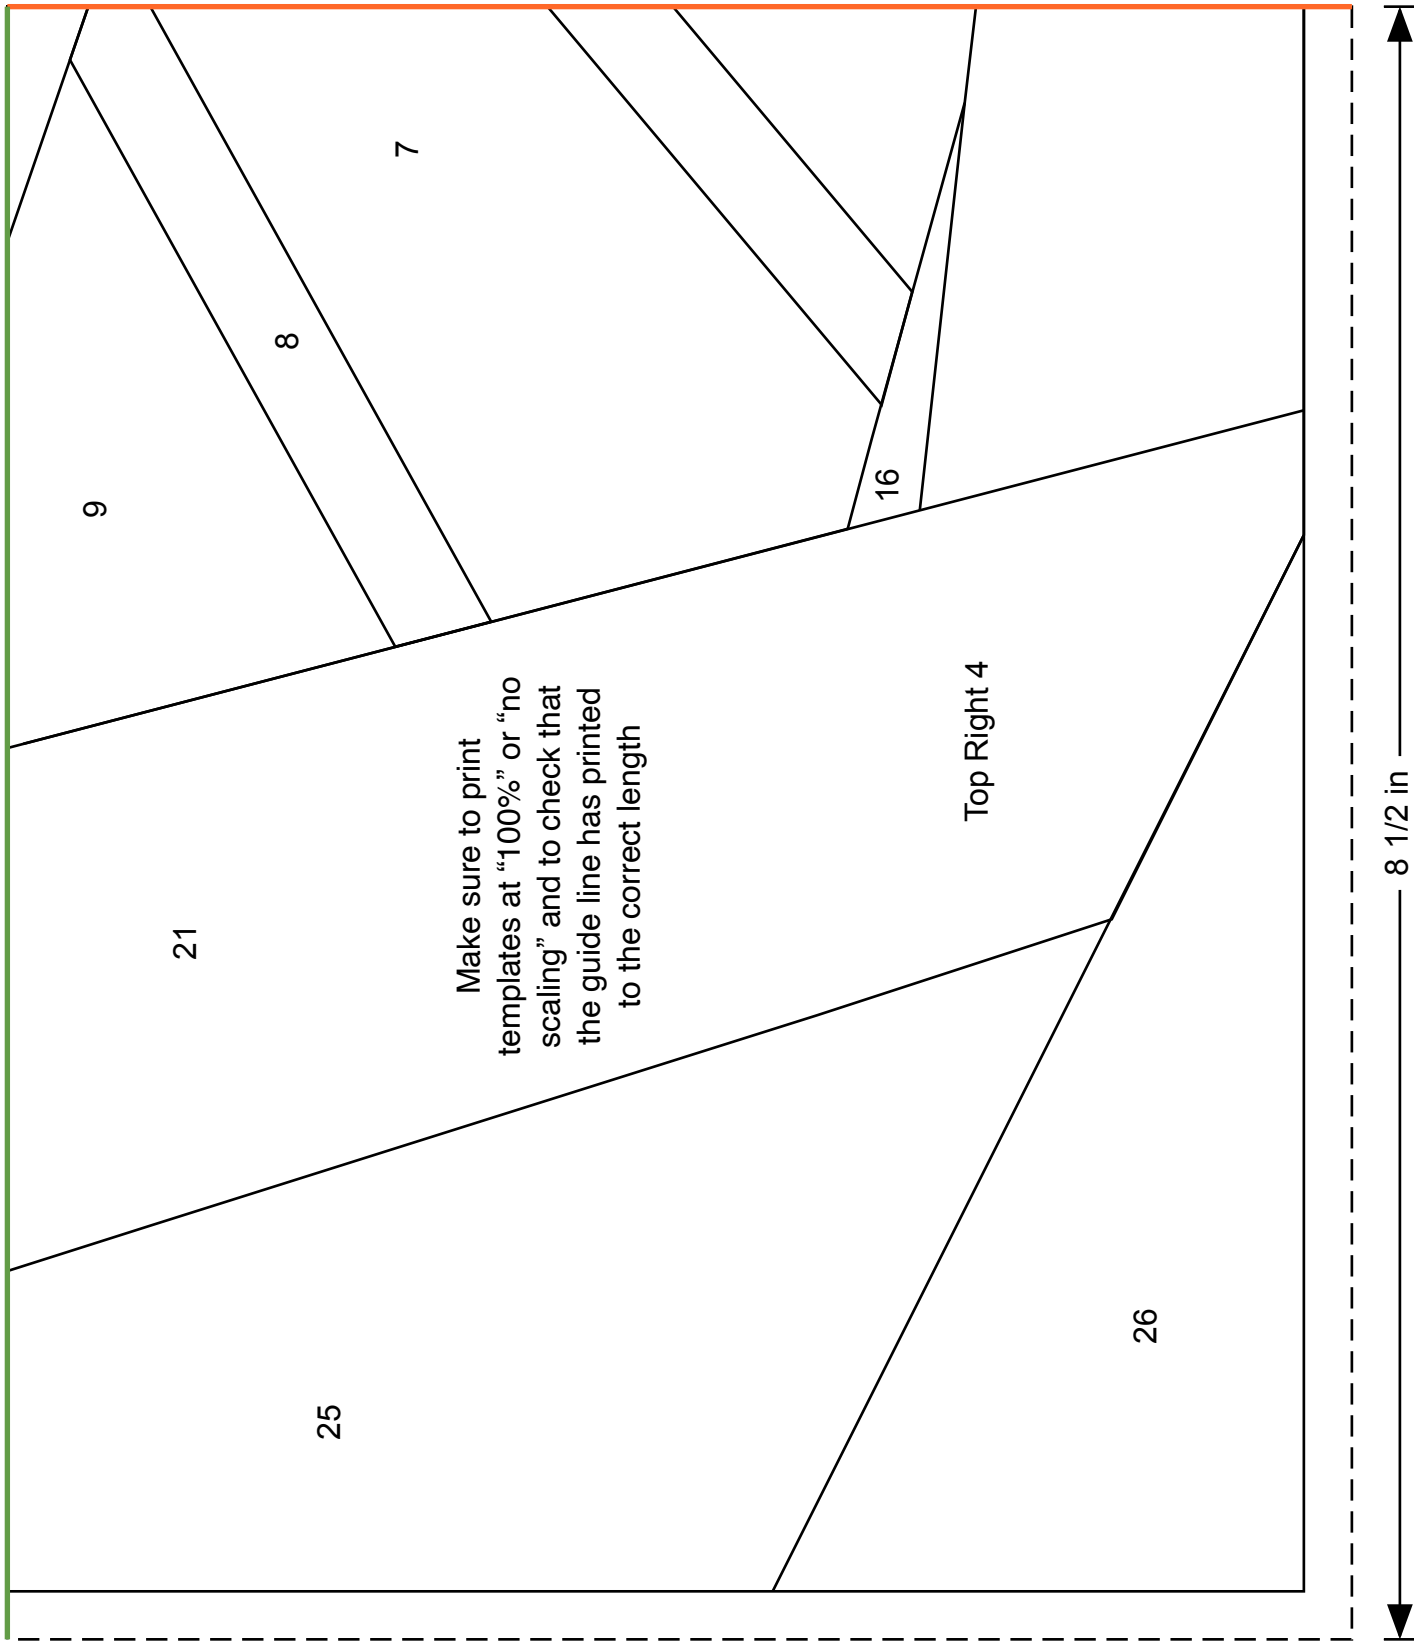 7
8
9
16
Make sure to print
templates at “100%” or “no
scaling” and to check that
the guide line has printed
to the correct length
Top Right 4
21
25
26
8 1/2 in